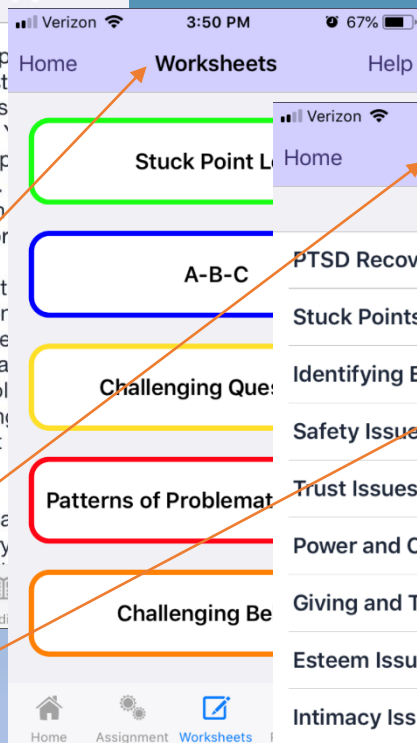 Verizon 3:50 PM 67%
Home Worksheets Help
Stuck Point L
A-B-C
Challenging Ques
Patterns of Problemat
Challenging Be
Home Assignment Worksheets
Verizon
Home
PTSD Recov
Stuck Points
Identifying
Safety Issue
Trust Issues
Power and
Giving and T
Esteem Issu
Intimacy Iss